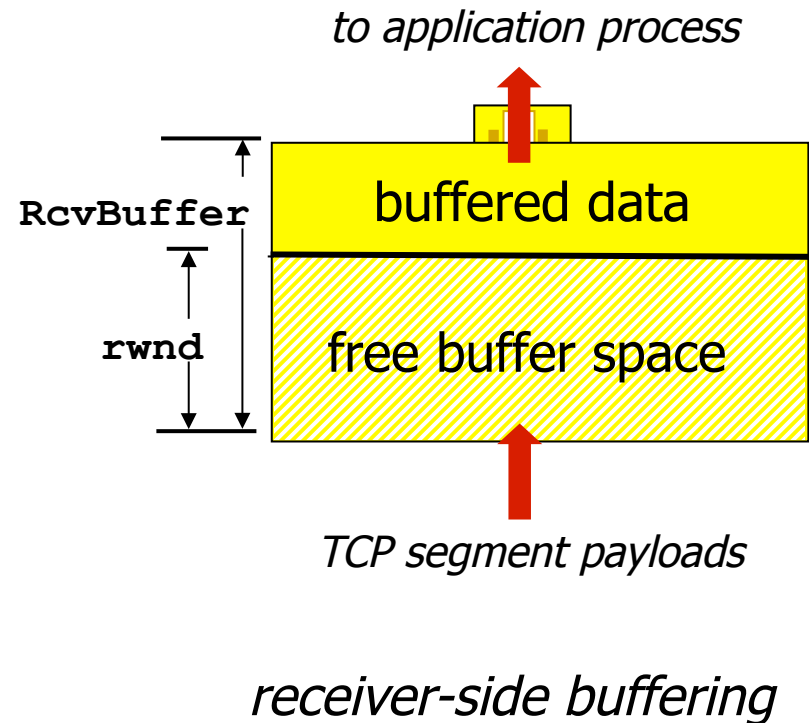 to application process
buffered data
RcvBuffer
rwnd
free buffer space
TCP segment payloads
receiver-side buffering